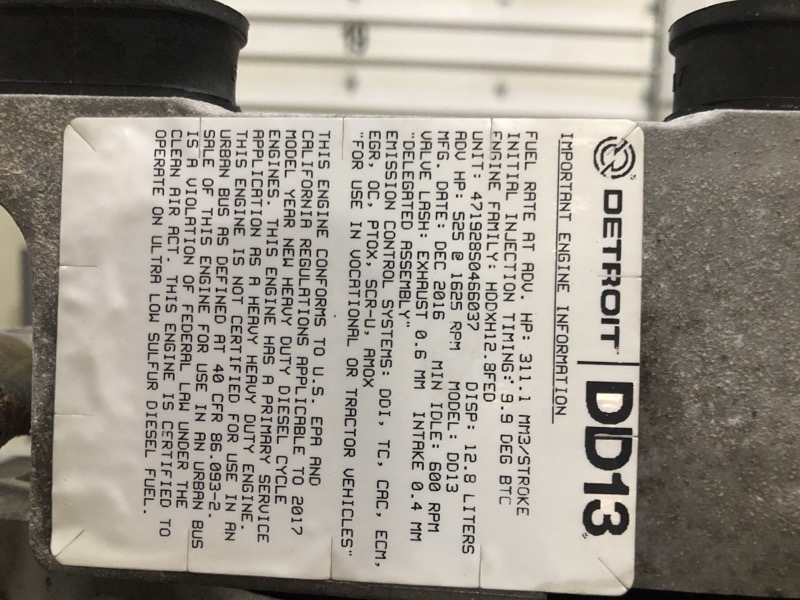 DETROIT DD13
IMPORTANT ENGINE INFORMATION
FUEL RATE AT ADV. HP: 311.1 MM3/STROKE
INITIAL INJECTION TIMING: 9.9 DEG BTC
ENGINE FAMILY: HDDXH12.8FED
UNIT: 471928S0466037 DISP: 12.8 LITERS
ADV HP: 525 @ 1625 RPM MODEL: DD13
MFG. DATE: DEC 2016 MIN IDLE: 600 RPM
VALVE LASH: EXHAUST 0.6 MM INTAKE 0.4 MM
"DELEGATED ASSEMBLY"
EMISSION CONTROL SYSTEMS: DDI, TC, CAC, ECM,
EGR, OC, PTOX, SCR-U, AMOX
"FOR USE IN VOCATIONAL OR TRACTOR VEHICLES"
THIS ENGINE CONFORMS TO U.S. EPA AND
CALIFORNIA REGULATIONS APPLICABLE TO 2017
MODEL YEAR NEW HEAVY DUTY DIESEL CYCLE
ENGINES. THIS ENGINE HAS A PRIMARY SERVICE
APPLICATION AS A HEAVY HEAVY DUTY ENGINE.
THIS ENGINE IS NOT CERTIFIED FOR USE IN AN
URBAN BUS AS DEFINED AT 40 CFR 86.093-2.
SALE OF THIS ENGINE FOR USE IN AN URBAN BUS
IS A VIOLATION OF FEDERAL LAW UNDER THE
CLEAN AIR ACT. THIS ENGINE IS CERTIFIED TO
OPERATE ON ULTRA LOW SULFUR DIESEL FUEL.